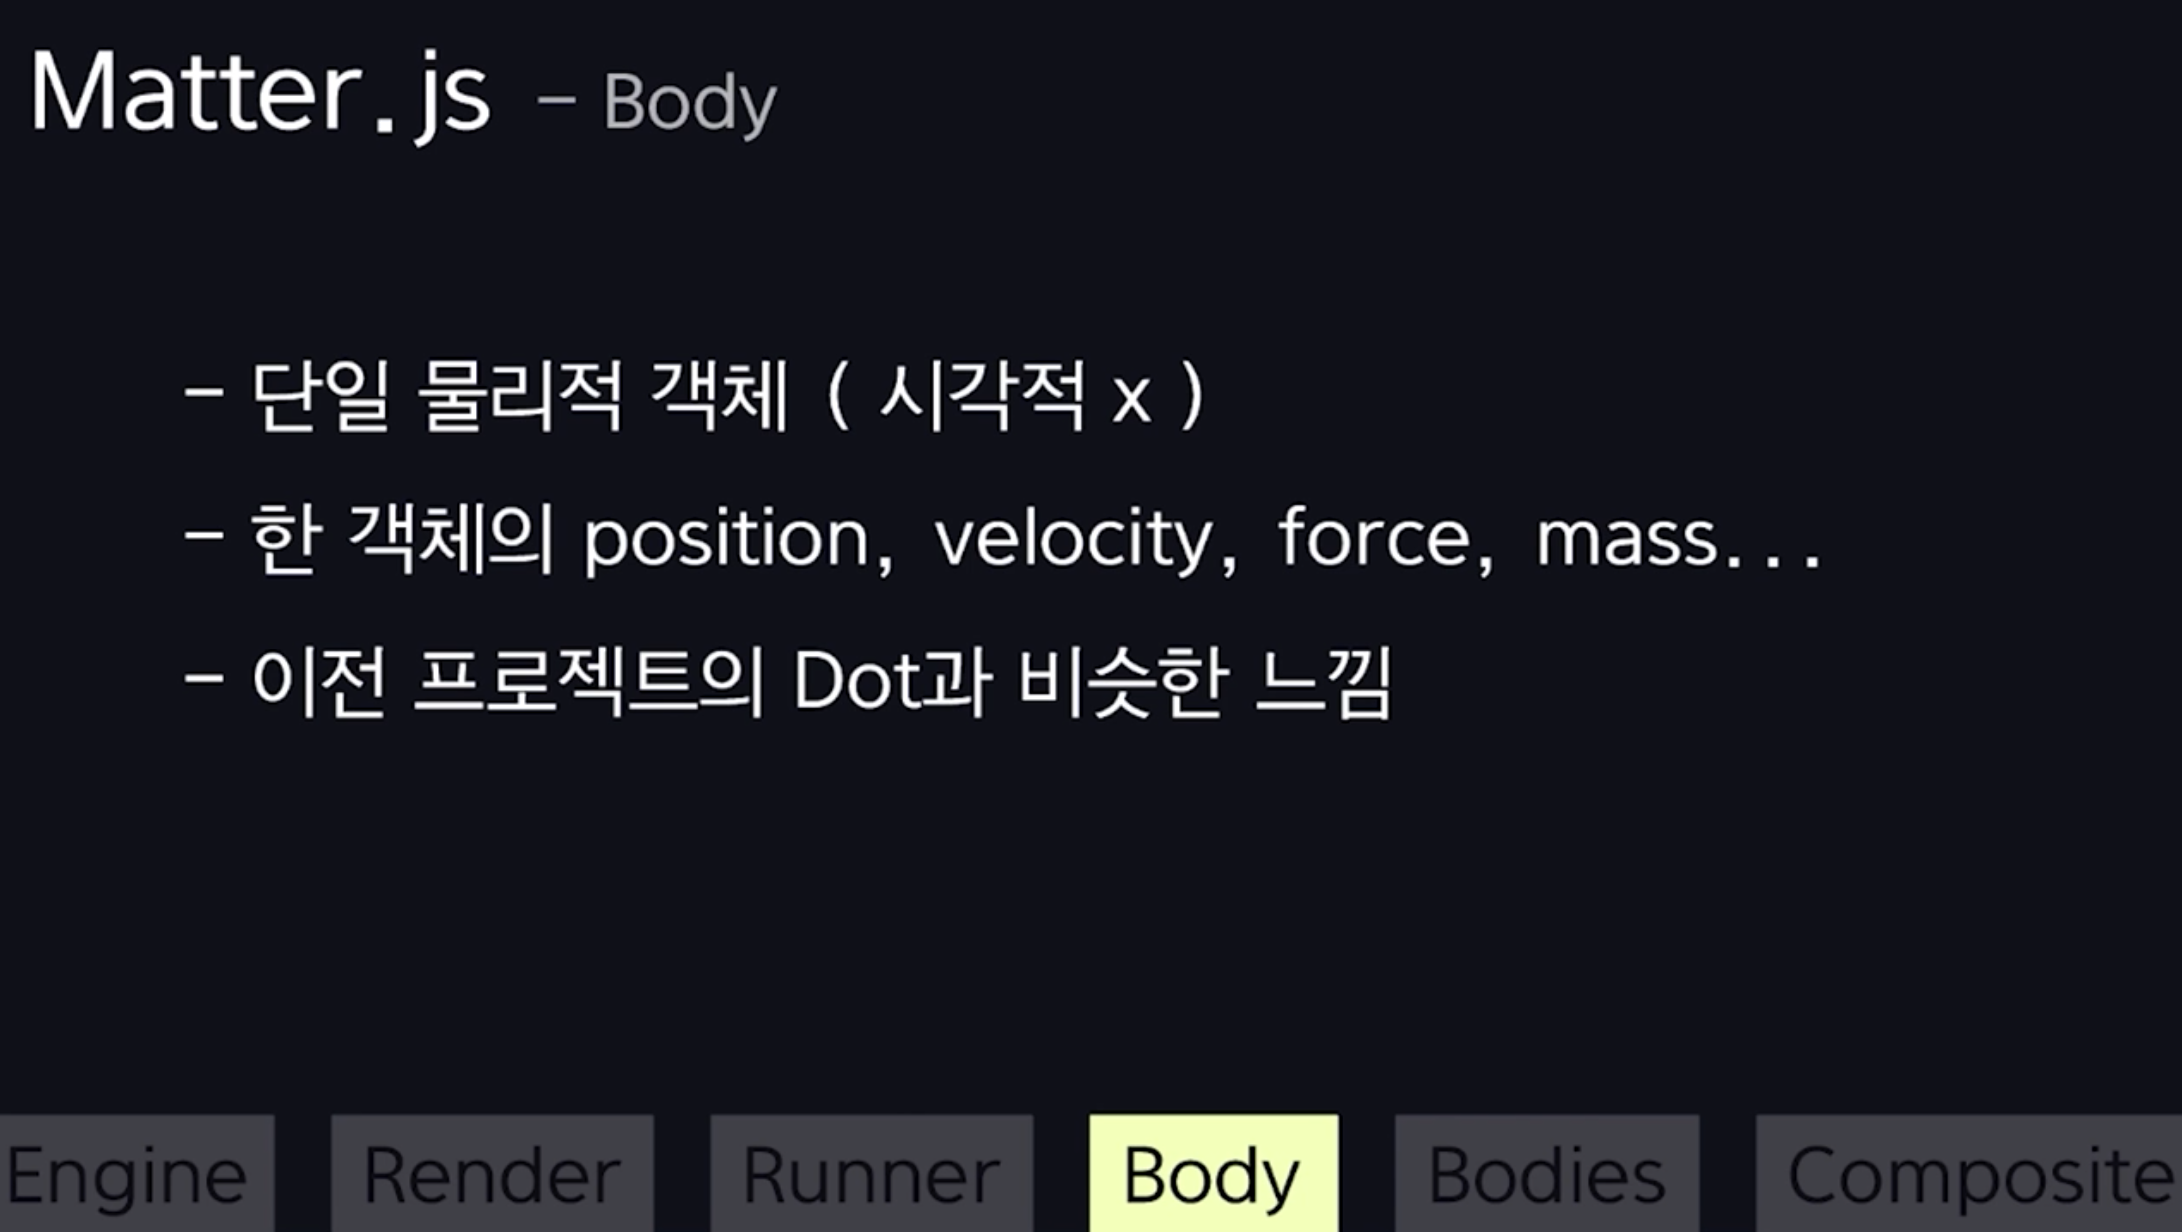 Matter.js - Body
- 단일 물리적 객체 ( 시각적 x )
- 한 객체의 position, velocity, force, mass...
- 이전 프로젝트의 Dot과 비슷한 느낌
Engine Render Runner Body Bodies Composite